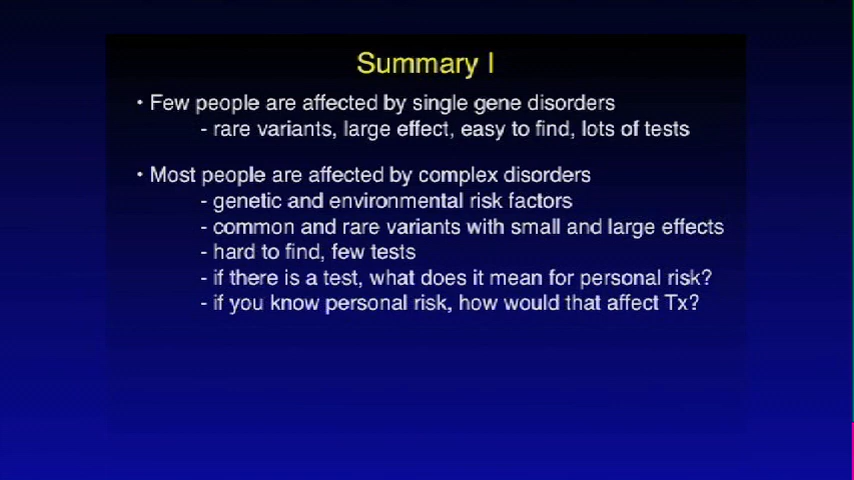 Summary I
• Few people are affected by single gene disorders
- rare variants, large effect, easy to find, lots of tests
• Most people are affected by complex disorders
- genetic and environmental risk factors
- common and rare variants with small and large effects
- hard to find, few tests
- if there is a test, what does it mean for personal risk?
- if you know personal risk, how would that affect Tx?